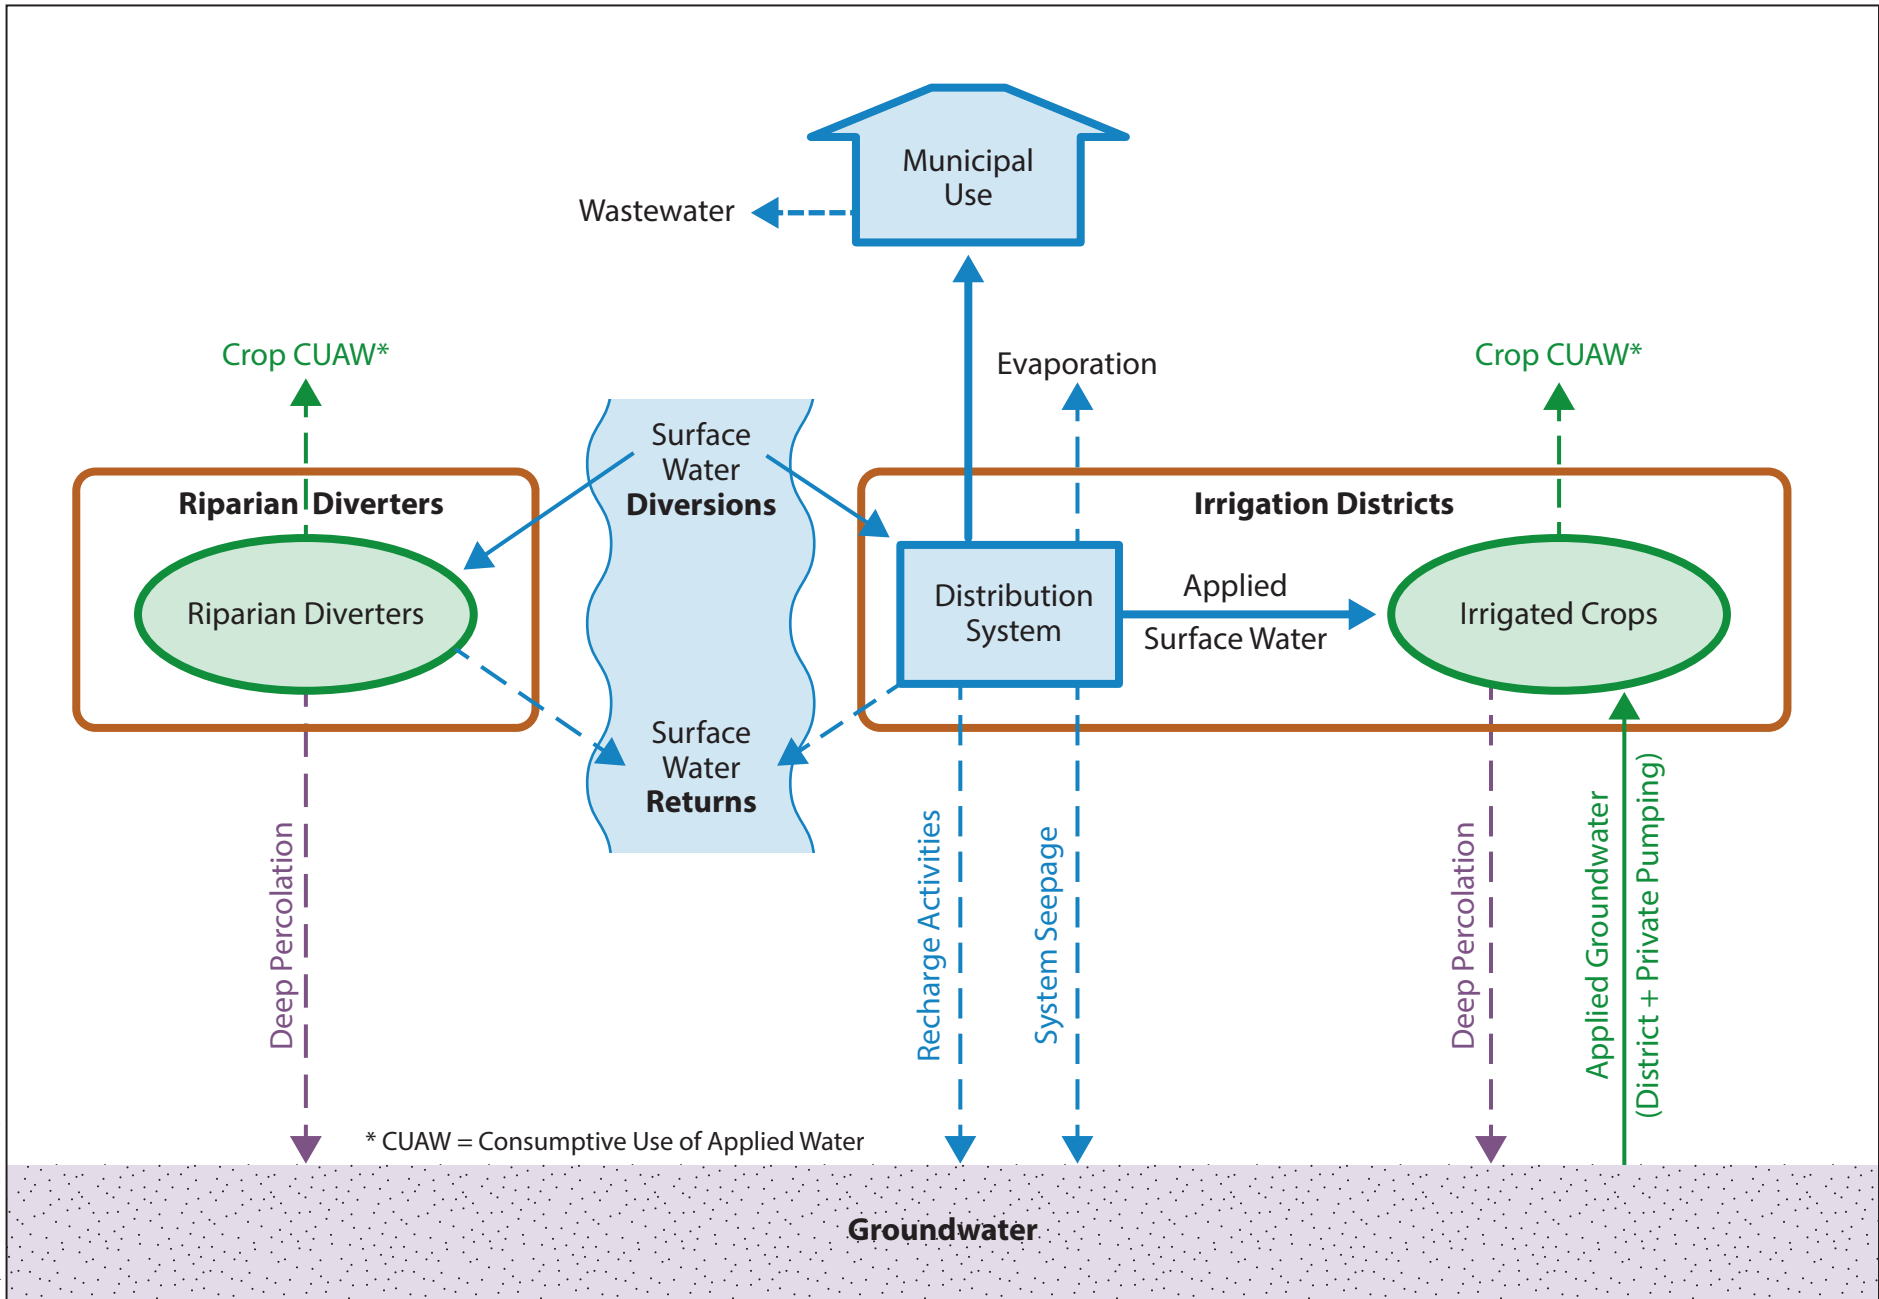 Municipal
Use
Wastewater
Crop CUAW*
Evaporation
Crop CUAW*
Surface
Water
Diversions
Riparian Diverters
Irrigation Districts
Riparian Diverters
Distribution
System
Applied
Surface Water
Irrigated Crops
Surface
Water
Returns
Deep Percolation
Recharge Activities
System Seepage
Deep Percolation
Applied Groundwater
(District + Private Pumping)
* CUAW = Consumptive Use of Applied Water
Groundwater